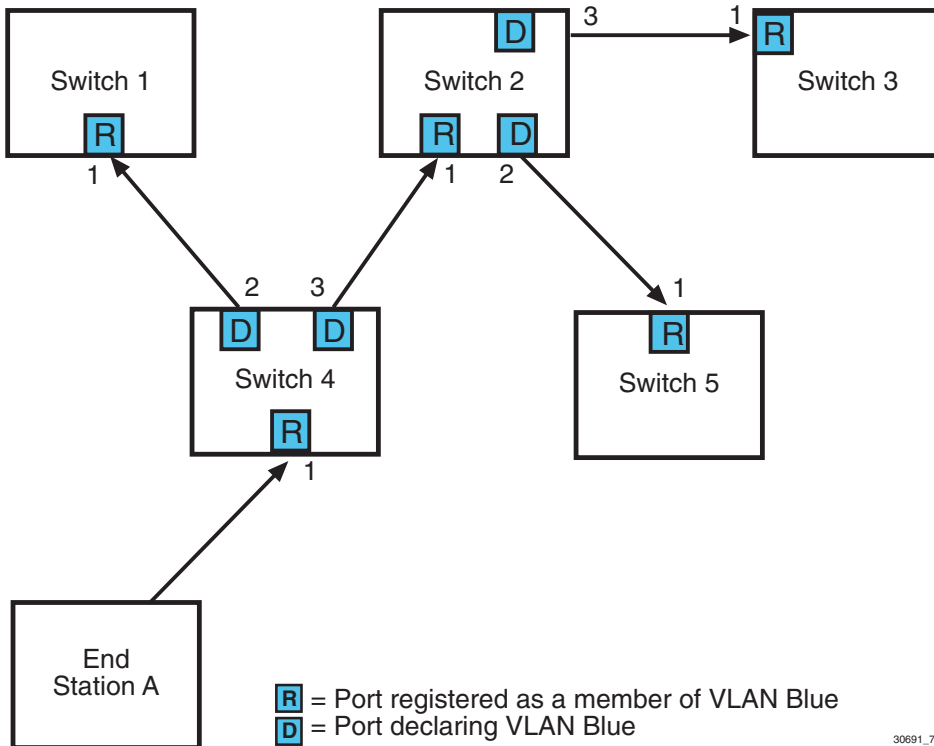 D
3
1
R
Switch 1
Switch 2
Switch 3
R
R
D
1
1
2
2
3
1
D
D
R
Switch 4
Switch 5
R
1
End
Station A
R = Port registered as a member of VLAN Blue
D = Port declaring VLAN Blue
30691_7